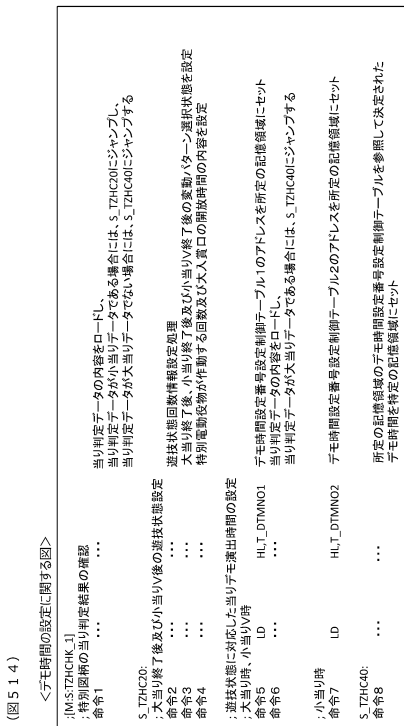 (図514)
<デモ時間の設定に関する図>
;[M:S:TZHCHK_1]
;特別図柄の当り判定結果の確認
命令1 … 当り判定データの内容をロードし、
当り判定データが小当りデータである場合には、S_TZHC20にジャンプし、
当り判定データが大当りデータでない場合には、S_TZHC40にジャンプする
S_TZHC20:
;大当り終了後及び小当りV後の遊技状態設定
命令2 … 遊技状態回数情報設定処理
命令3 … 大当り終了後、小当り終了後及び小当りV終了後の変動パターン選択状態を設定
命令4 … 特別電動役物が作動する回数及び大入賞口の開放時間の内容を設定
;遊技状態に対応した当りデモ演出時間の設定
;大当り時、小当りV時
命令5 LD HL,T_DTMNO1 デモ時間設定番号設定制御テーブル1のアドレスを所定の記憶領域にセット
命令6 … 当り判定データの内容をロードし、
当り判定データが大当りデータである場合には、S_TZHC40にジャンプする
;小当り時
命令7 LD HL,T_DTMNO2 デモ時間設定番号設定制御テーブル2のアドレスを所定の記憶領域にセット
S_TZHC40:
命令8 … 所定の記憶領域のデモ時間設定番号設定制御テーブルを参照して決定された
デモ時間を特定の記憶領域にセット